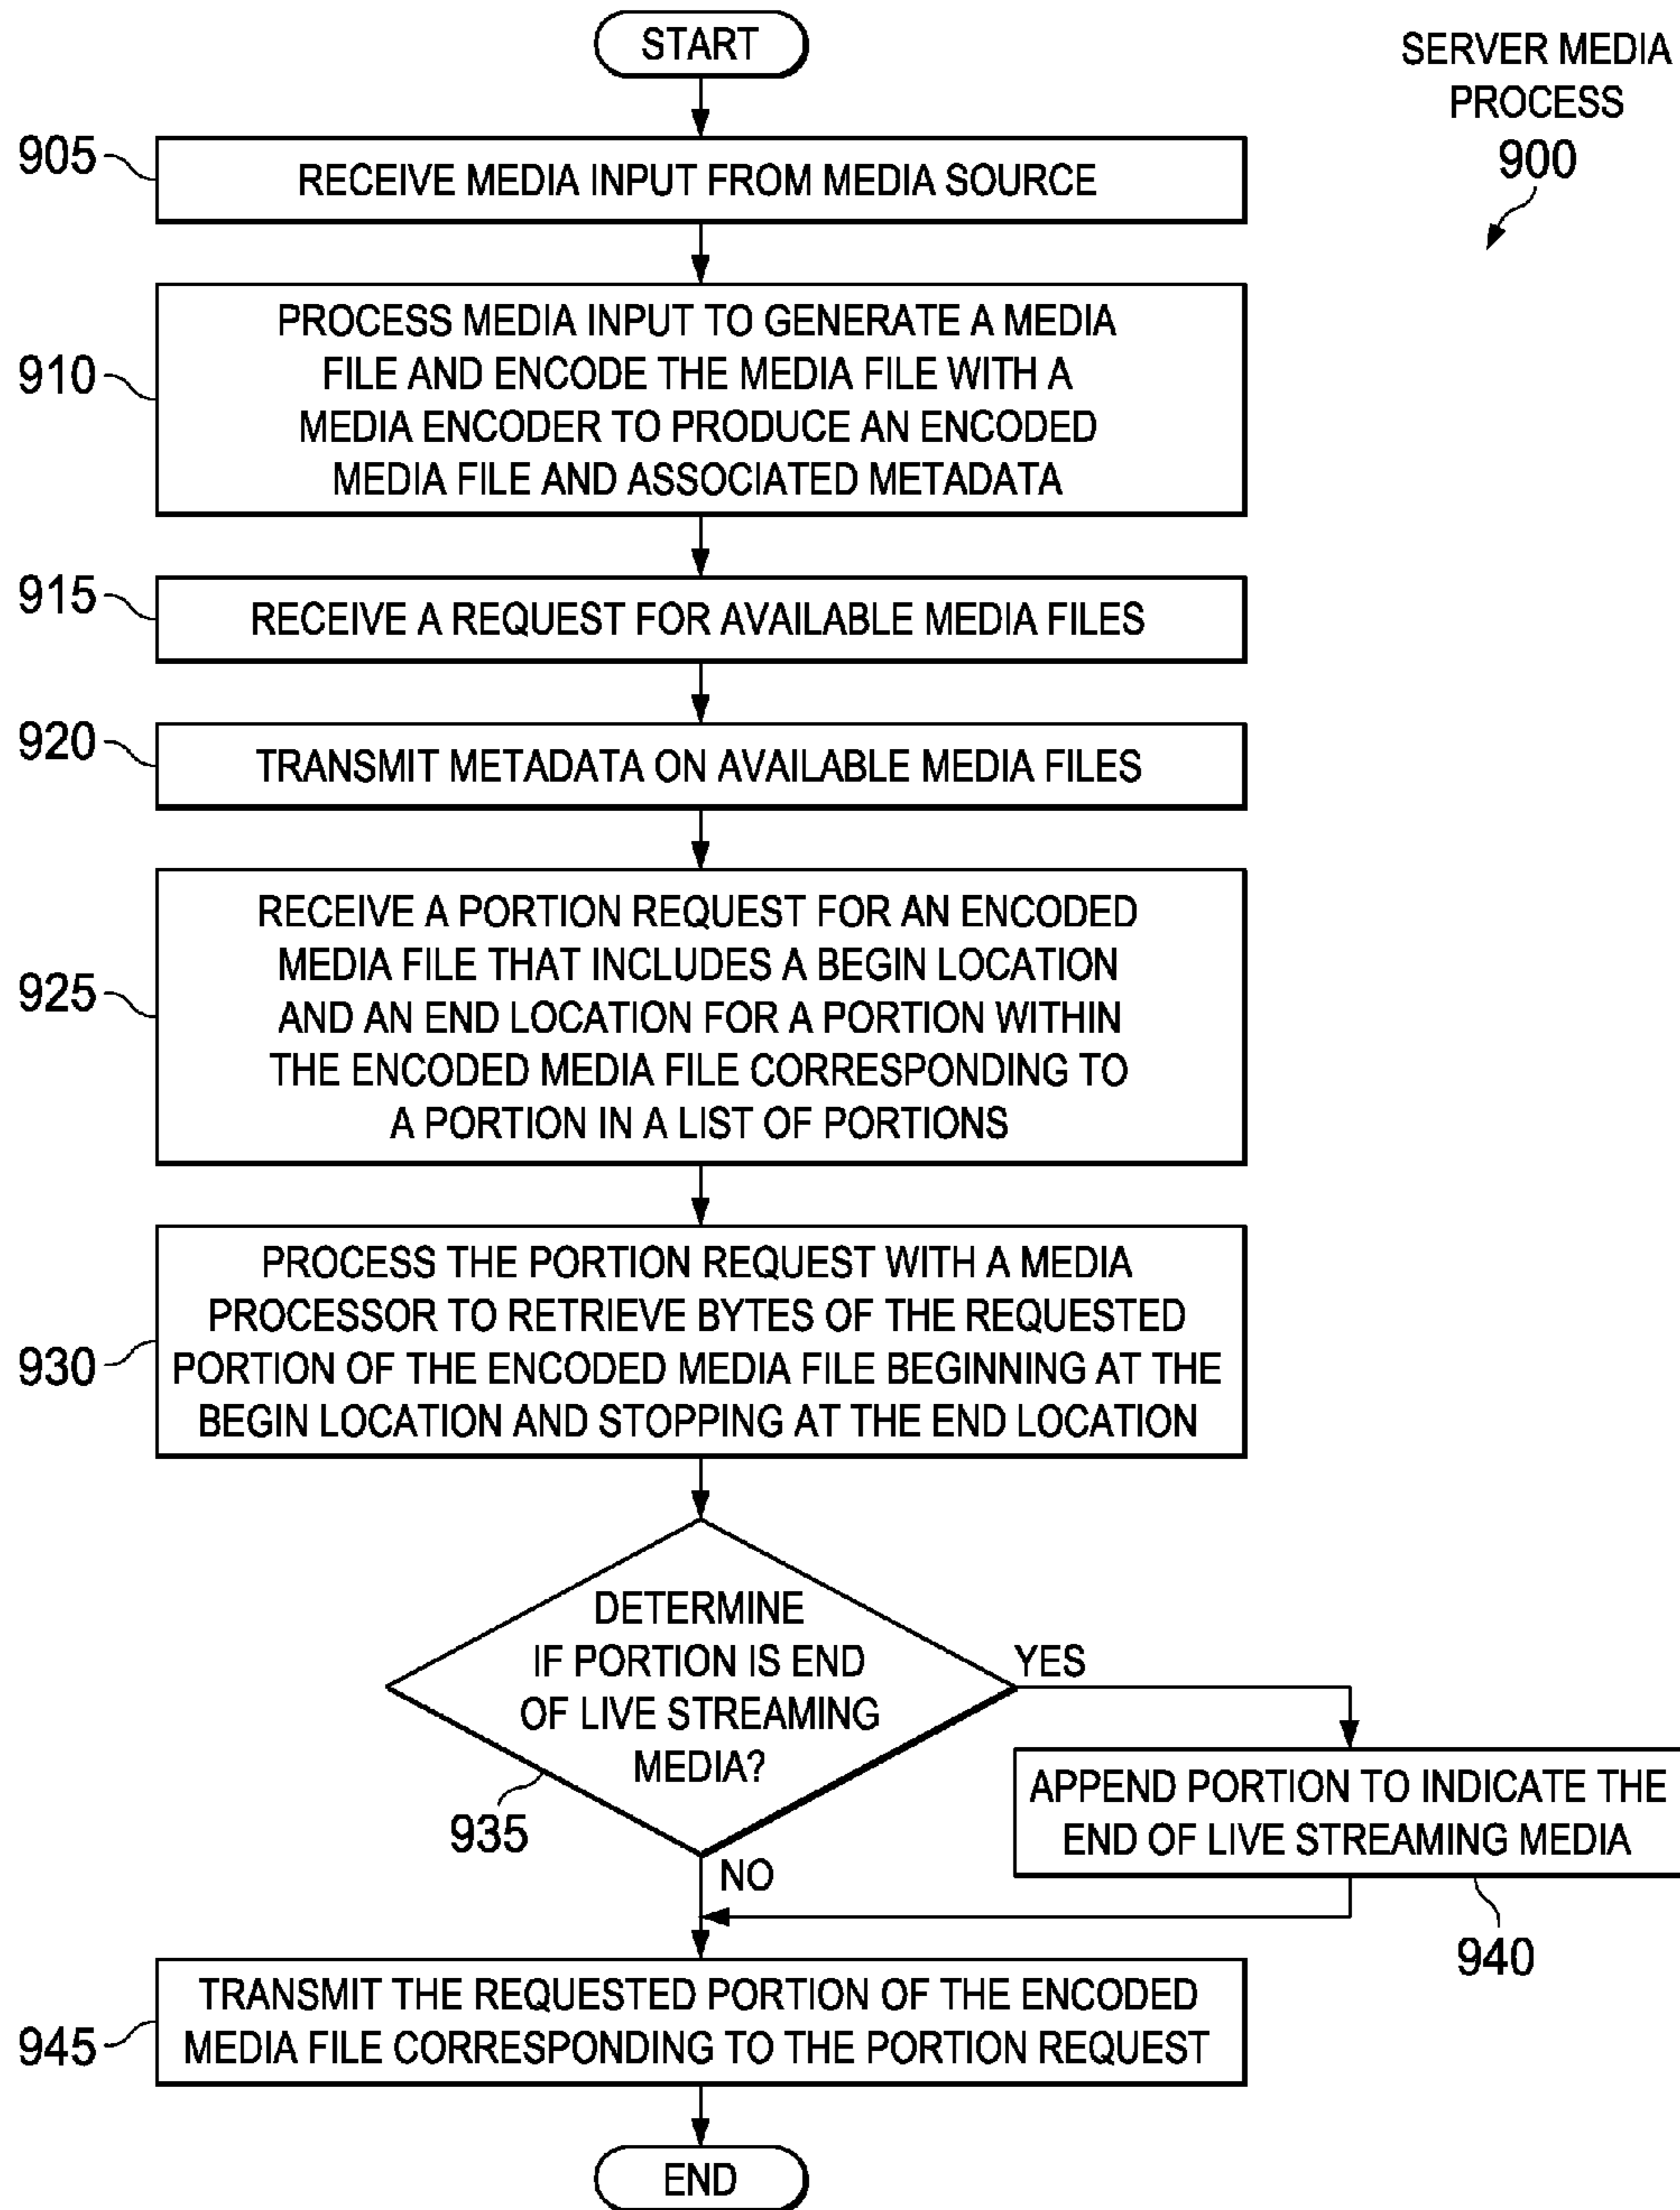 START
SERVER MEDIA
PROCESS
900
905
RECEIVE MEDIA INPUT FROM MEDIA SOURCE
910
PROCESS MEDIA INPUT TO GENERATE A MEDIA
FILE AND ENCODE THE MEDIA FILE WITH A
MEDIA ENCODER TO PRODUCE AN ENCODED
MEDIA FILE AND ASSOCIATED METADATA
915
RECEIVE A REQUEST FOR AVAILABLE MEDIA FILES
920
TRANSMIT METADATA ON AVAILABLE MEDIA FILES
925
RECEIVE A PORTION REQUEST FOR AN ENCODED
MEDIA FILE THAT INCLUDES A BEGIN LOCATION
AND AN END LOCATION FOR A PORTION WITHIN
THE ENCODED MEDIA FILE CORRESPONDING TO
A PORTION IN A LIST OF PORTIONS
930
PROCESS THE PORTION REQUEST WITH A MEDIA
PROCESSOR TO RETRIEVE BYTES OF THE REQUESTED
PORTION OF THE ENCODED MEDIA FILE BEGINNING AT THE
BEGIN LOCATION AND STOPPING AT THE END LOCATION
DETERMINE
IF PORTION IS END
OF LIVE STREAMING
MEDIA?
935
YES
APPEND PORTION TO INDICATE THE
END OF LIVE STREAMING MEDIA
940
NO
945
TRANSMIT THE REQUESTED PORTION OF THE ENCODED
MEDIA FILE CORRESPONDING TO THE PORTION REQUEST
END